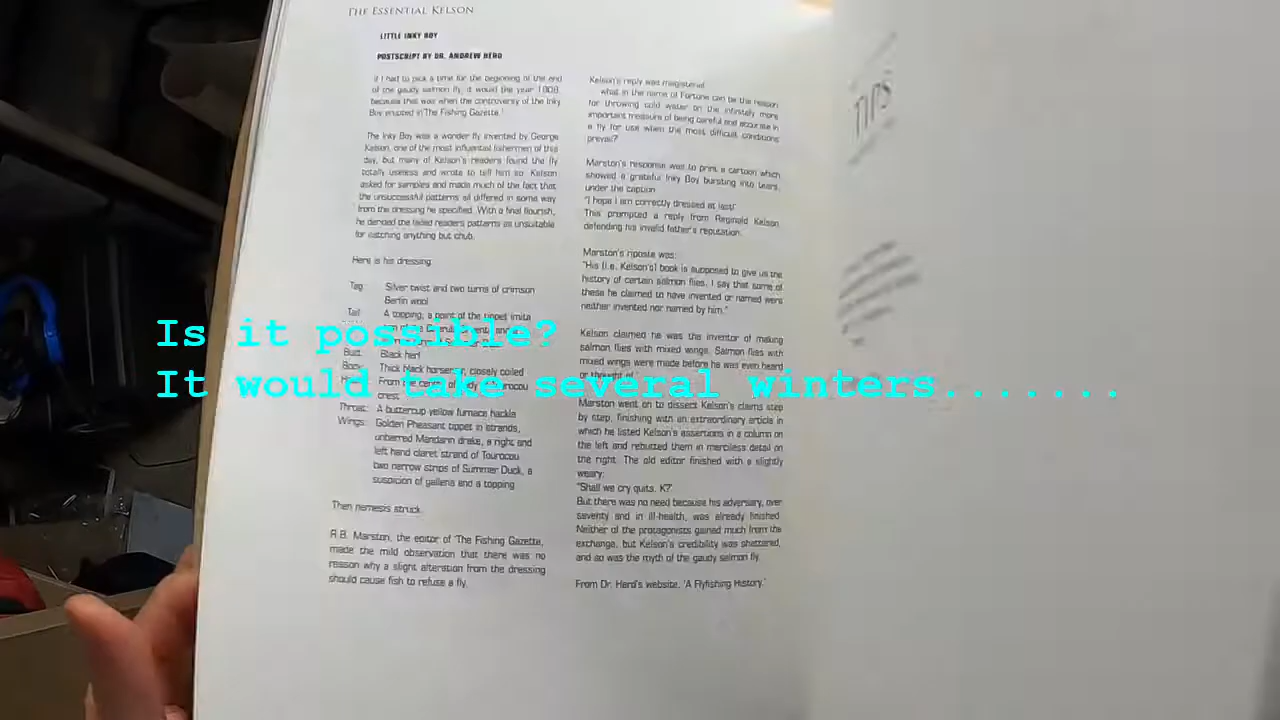 THE ESSENTIAL KELSON
LITTLE INKY BOY
POSTSCRIPT BY DR. ANDREW HERD
If I had to pick a time for the beginning of the end
of the gaudy salmon fly, it would the year 1908,
because that was when the controversy of the Inky
Boy erupted in The Fishing Gazette.
The Inky Boy was a wonder fly invented by George
Kelson, one of the most influential fishermen of this
day, but many of Kelson's readers found the fly
totally useless and wrote to tell him so. Kelson
asked for samples and made much of the fact that
the unsuccessful patterns all differed in some way
from the dressing he specified. With a final flourish,
he derided the failed readers patterns as unsuitable
for catching anything but chub.
Here is his dressing:
Tag: Silver twist and two turns of crimson
Berlin wool
Tail: A topping, a point of the tippet
Butt: Black herl
Body: Thick black horsehair, closely coiled
From the centre of body
crest
Throat: A buttercup yellow furnace hackle
Wings: Golden Pheasant tippet in strands,
unbarred Mandarin drake, a right and
left hand claret strand of Tourocou
two narrow strips of Summer Duck, a
suspicion of gallena and a topping
Then nemesis struck.
R.B. Marston, the editor of 'The Fishing Gazette,
made the mild observation that there was no
reason why a slight alteration from the dressing
should cause fish to refuse a fly.
Kelson's reply was magisterial:
what in the name of Fortune can be the reason
for throwing cold water on the infinitely more
important measure of being careful and accurate in
a fly for use when the most difficult conditions
prevail?
Marston's response was to print a cartoon which
showed a grateful Inky Boy bursting into tears,
under the caption
"I hope I am correctly dressed at last!'
This prompted a reply from Reginald Kelson
defending his invalid father's reputation.
Marston's riposte was:
"His (i.e. Kelson's) book is supposed to give us the
history of certain salmon flies. I say that some of
these he claimed to have invented or named were
neither invented nor named by him."
Kelson claimed he was the inventor of making
salmon flies with mixed wings. Salmon flies with
mixed wings were made before he was even heard
or thought of.
Marston went on to dissect Kelson's claims step
by step, finishing with an extraordinary article in
which he listed Kelson's assertions in a column on
the left and rebutted them in merciless detail on
the right. The old editor finished with a slightly
weary:
"Shall we cry quits. K?'
But there was no need because his adversary, over
seventy and in ill-health, was already finished.
Neither of the protagonists gained much from the
exchange, but Kelson's credibility was shattered,
and so was the myth of the gaudy salmon fly.
From Dr. Herd's website, 'A Flyfishing History.'
TIPS
Is it possible?
It would take several winters.......